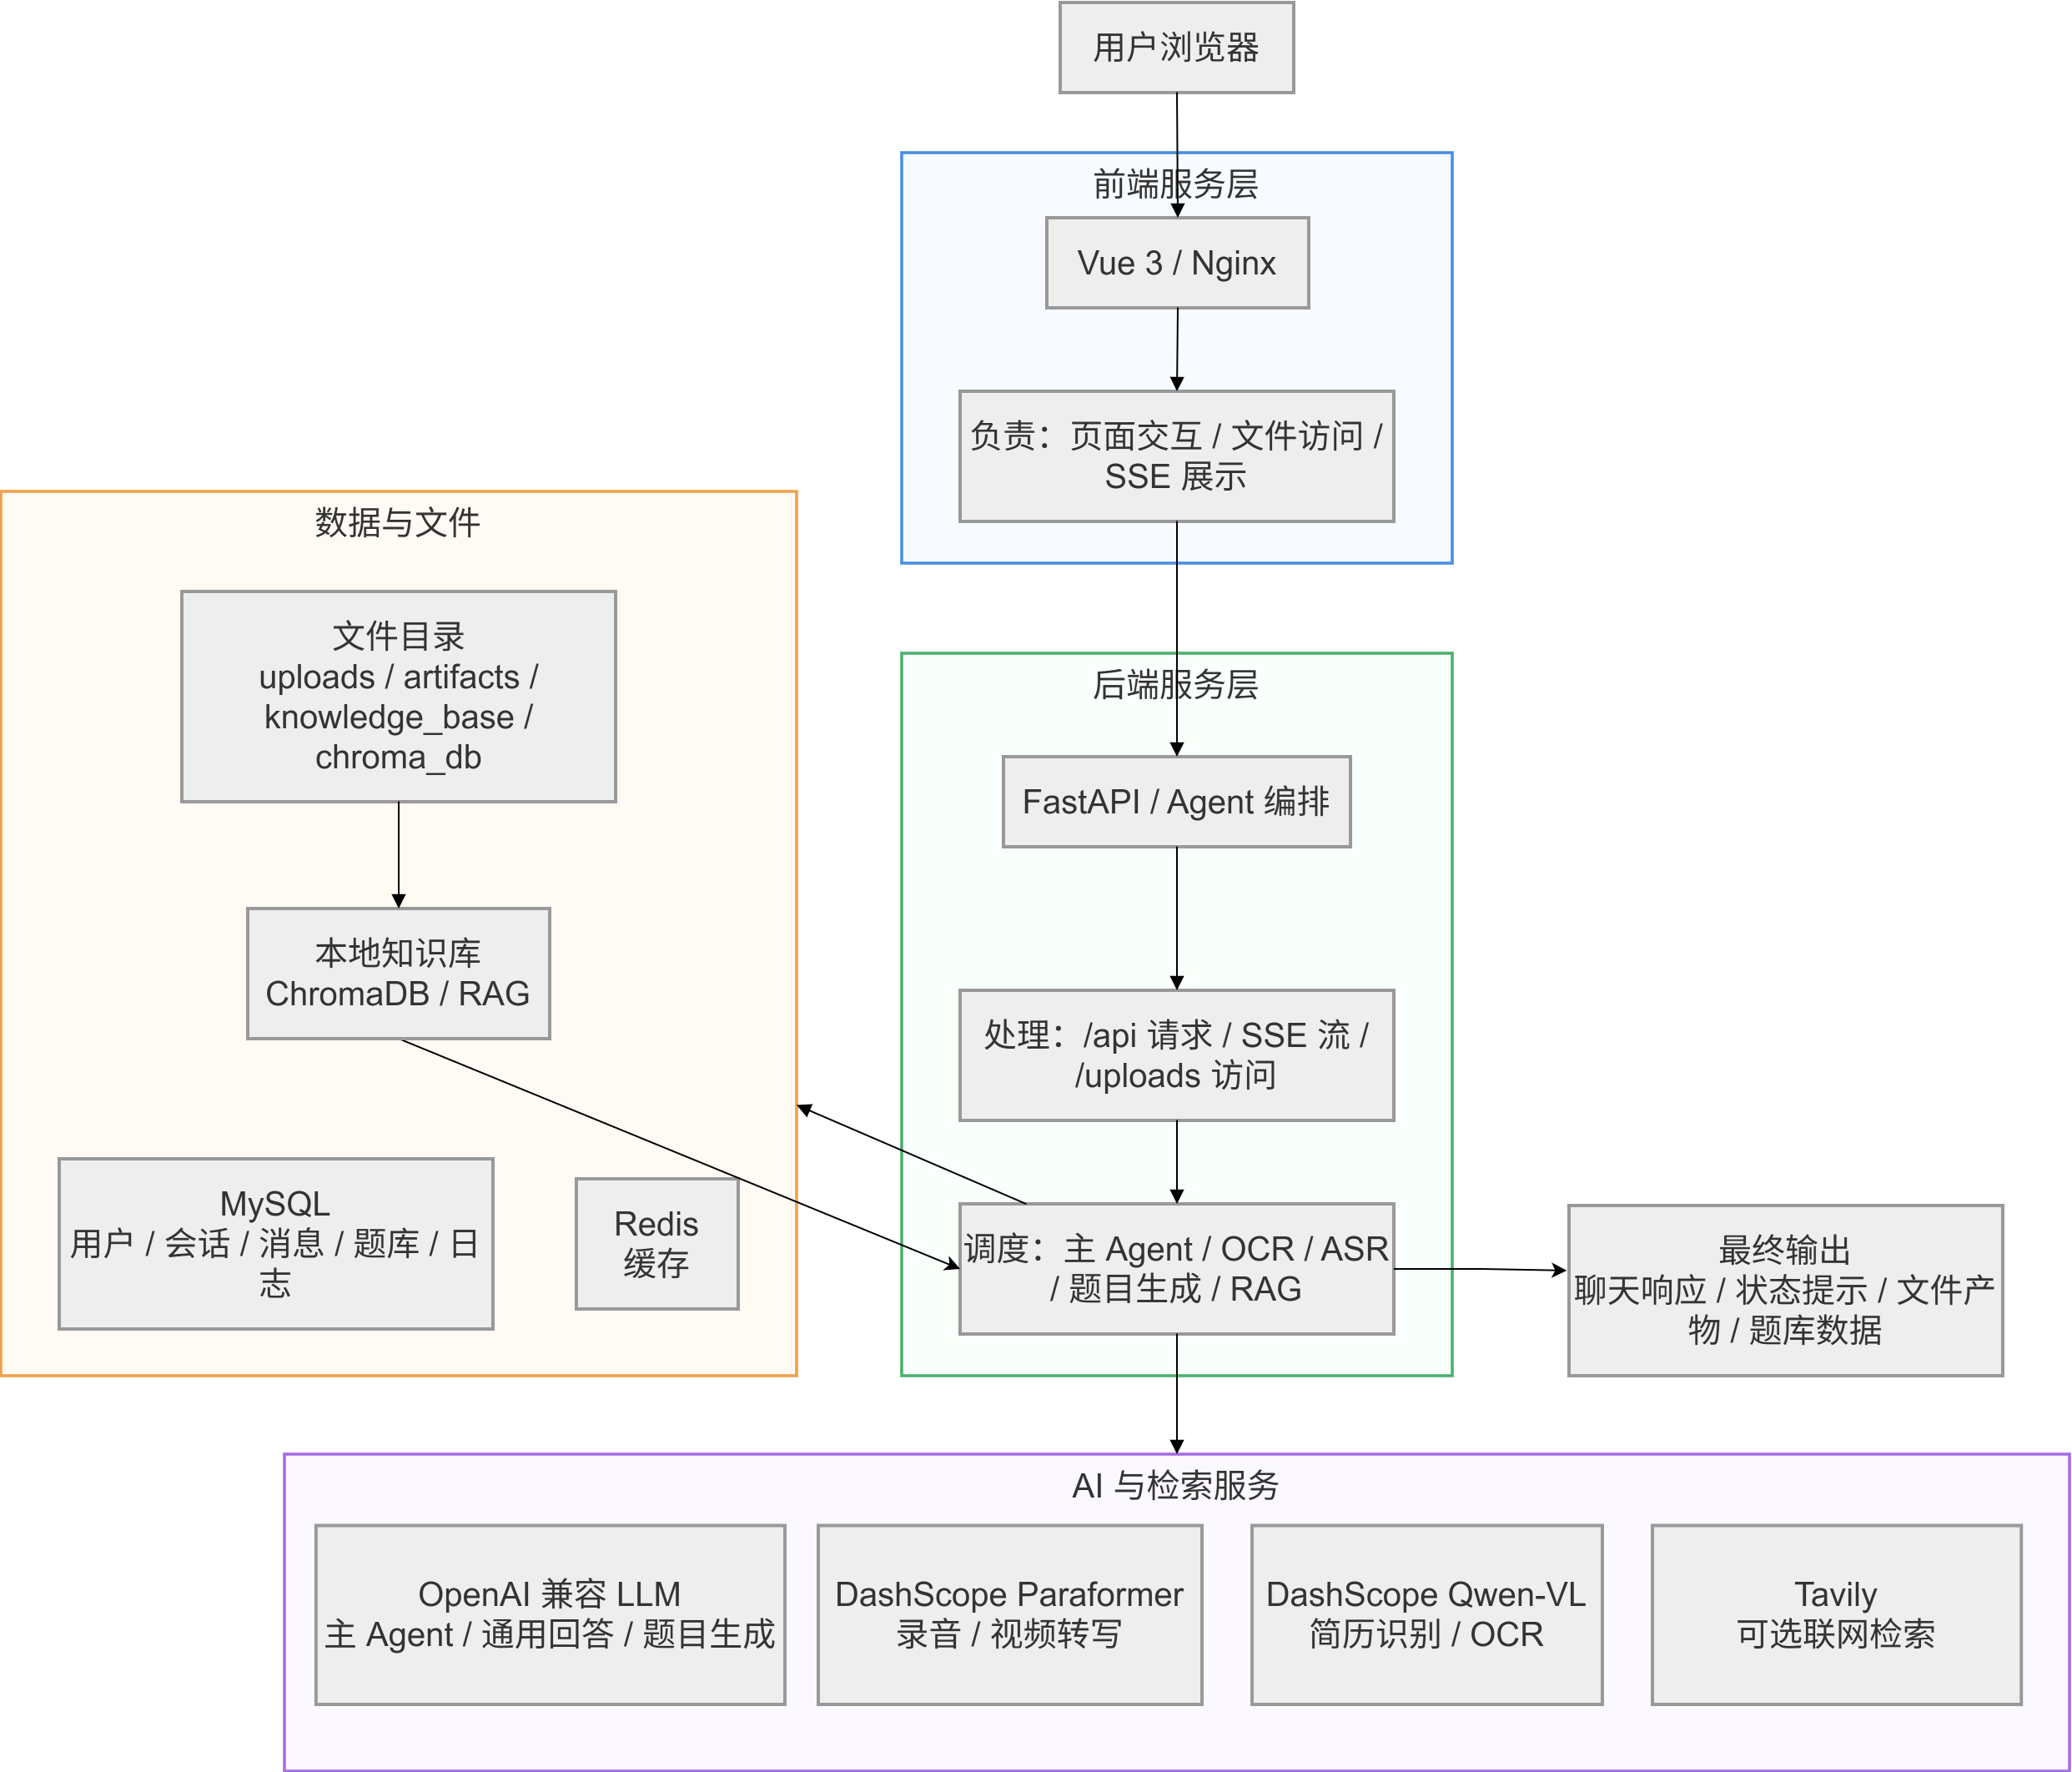 用户浏览器
前端服务层
Vue 3 / Nginx
负责：页面交互 / 文件访问 /
SSE 展示
数据与文件
文件目录
uploads / artifacts /
knowledge_base /
chroma_db
本地知识库
ChromaDB / RAG
MySQL
用户 / 会话 / 消息 / 题库 / 日
志
Redis
缓存
后端服务层
FastAPI / Agent 编排
处理：/api 请求 / SSE 流 /
/uploads 访问
调度：主 Agent / OCR / ASR
/ 题目生成 / RAG
最终输出
聊天响应 / 状态提示 / 文件产
物 / 题库数据
AI 与检索服务
OpenAI 兼容 LLM
主 Agent / 通用回答 / 题目生成
DashScope Paraformer
录音 / 视频转写
DashScope Qwen-VL
简历识别 / OCR
Tavily
可选联网检索